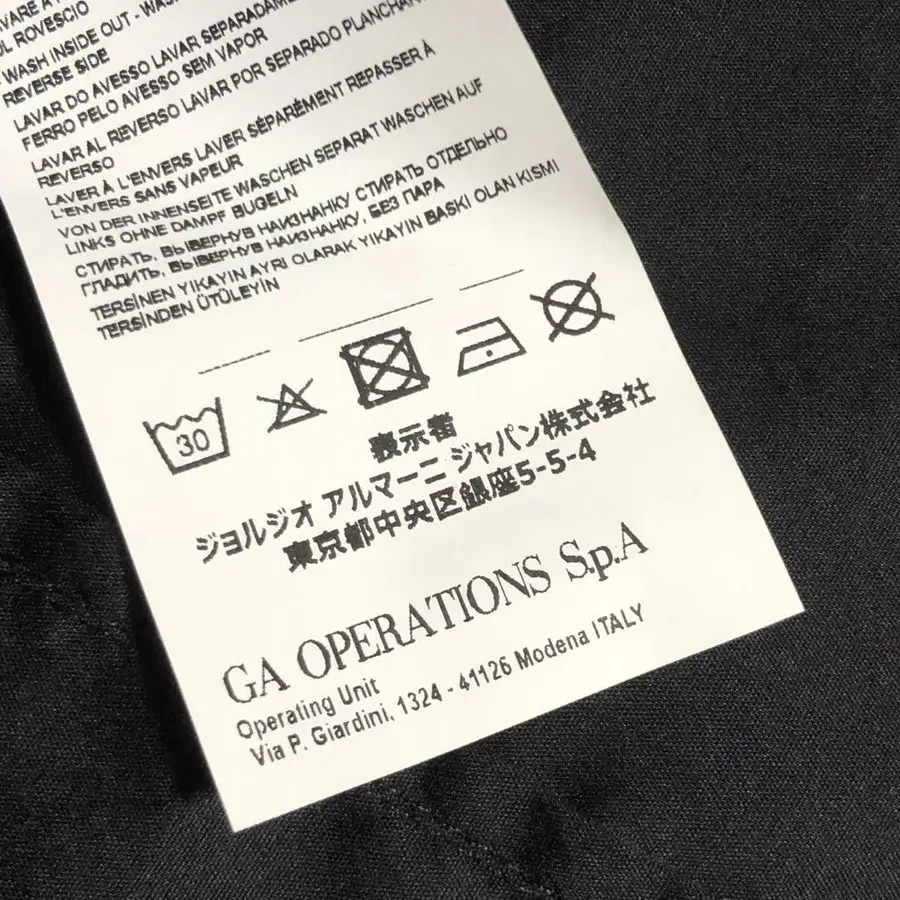 L ROVESCIO
WASH INSIDE OUT - WAS
REVERSE SIDE
LAVAR DO AVESSO LAVAR SEPARADAME
FERRO PELO AVESSO SEM VAPOR
LAVAR AL REVERSO LAVAR POR SEPARADO PLANCHA
REVERSO
LAVER À L'ENVERS LAVER SÉPARÉMENT REPASSER À
L'ENVERS SANS VAPEUR
VON DER INNENSEITE WASCHEN SEPARAT WASCHEN AUF
LINKS OHNE DAMPF BÜGELN
СТИРАТЬ, ВЫВЕРНУВ НАИЗНАНКУ СТИРАТЬ ОТДЕЛЬНО
ГЛАДИТЬ, ВЫВЕРНУВ НАИЗНАНКУ, БЕЗ ПАРА
TERSİNEN YIKAYIN AYRI OLARAK YIKAYIN BASKI OLAN KISMI
TERSİNDEN ÜTÜLEYİN
30
表示者
ジョルジオ アルマーニ ジャパン株式会社
東京都中央区銀座5-5-4
GA OPERATIONS S.p.A
Operating Unit
Via P. Giardini, 1324 - 41126 Modena ITALY